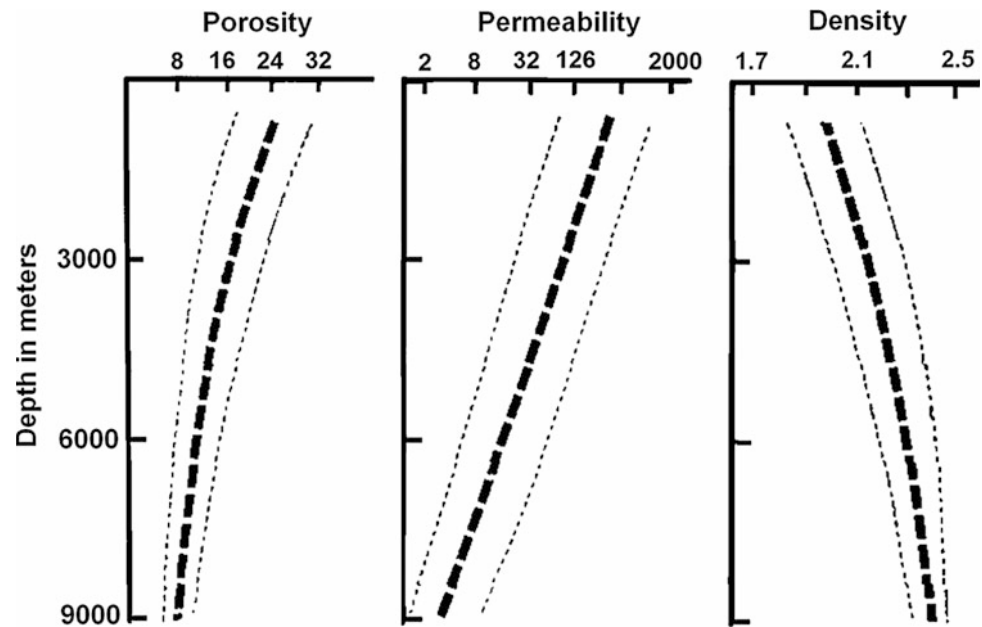 Porosity
8 16 24 32
Permeability
2 8 32 126 2000
Density
1.7 2.1 2.5
Depth in meters
3000
6000
9000